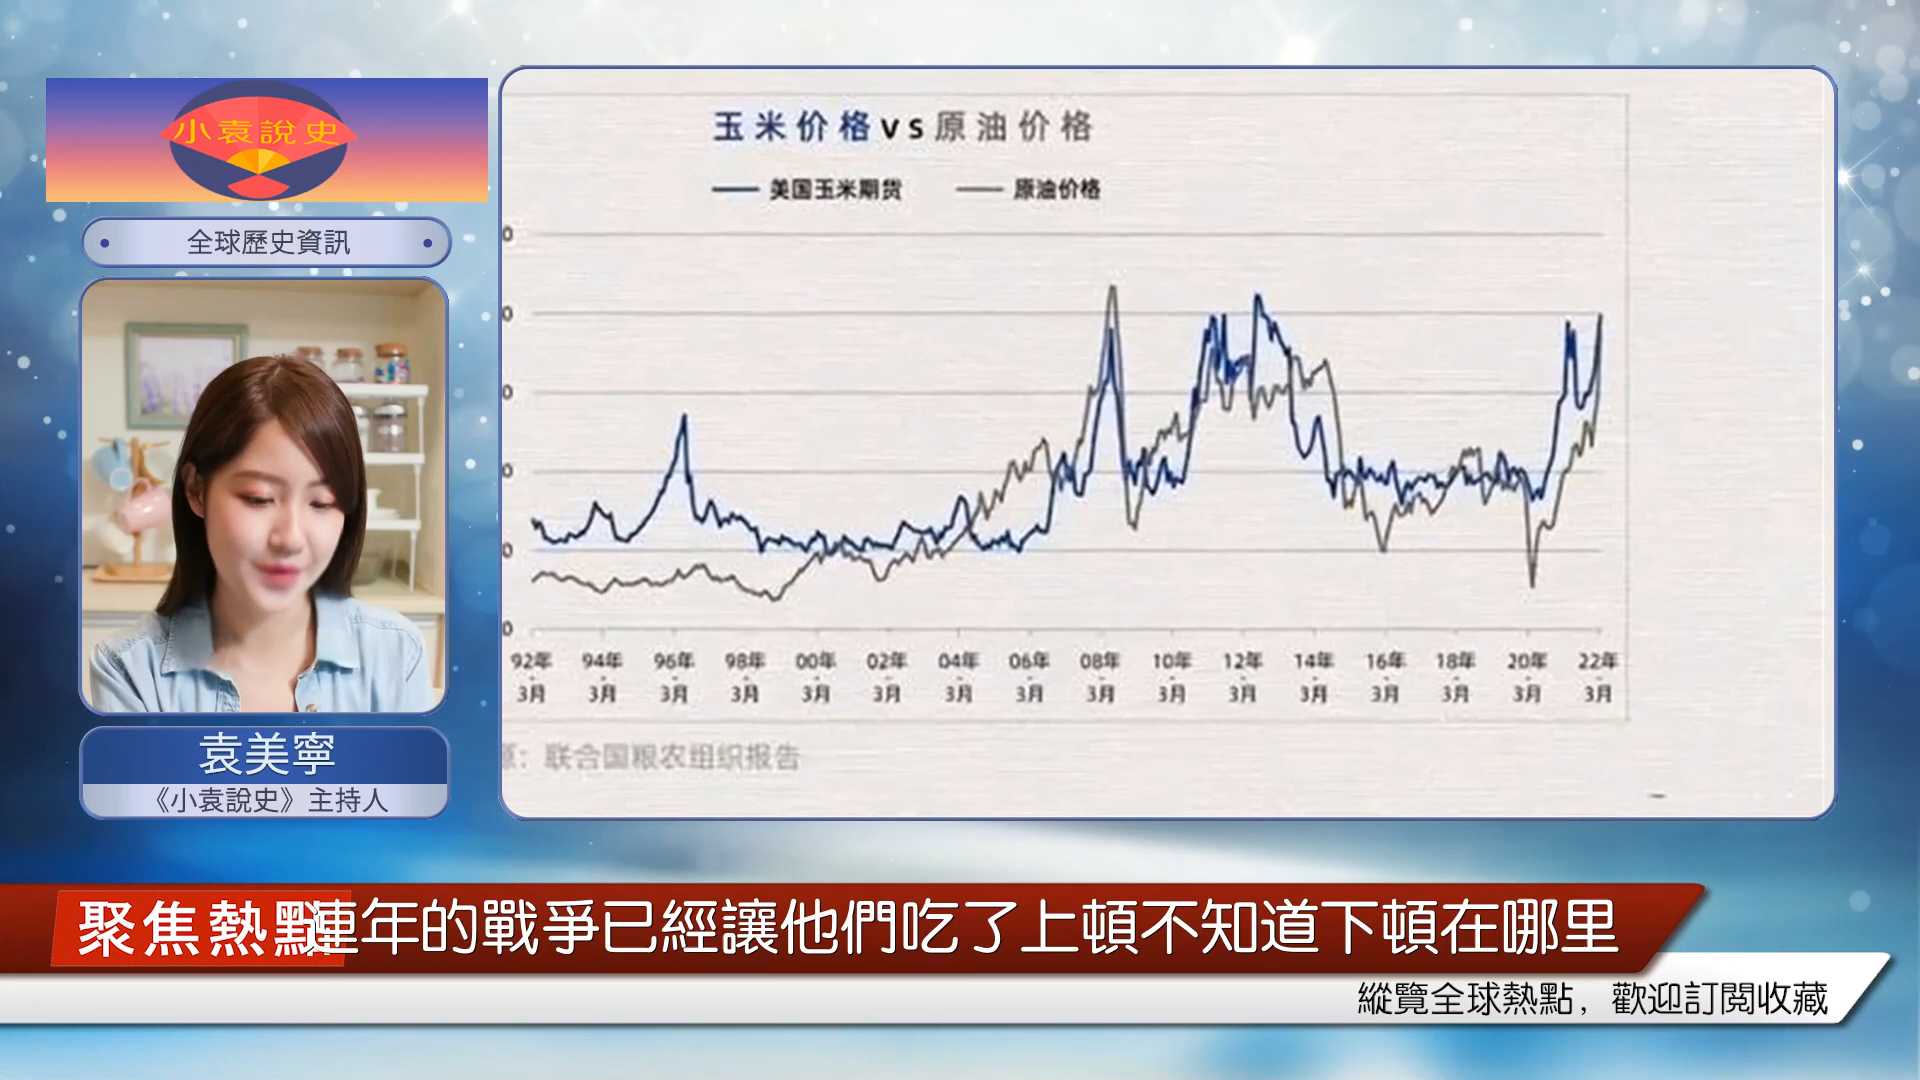 小袁說史
全球歷史資訊
袁美寧
《小袁說史》主持人
玉米价格vs原油价格
美国玉米期货 原油价格
0
0
0
0
0
0
92年 94年 96年 98年 00年 02年 04年 06年 08年 10年 12年 14年 16年 18年 20年 22年
3月 3月 3月 3月 3月 3月 3月 3月 3月 3月 3月 3月 3月 3月 3月 3月
源：联合国粮农组织报告
聚焦熱點 連年的戰爭已經讓他們吃了上頓不知道下頓在哪里
縱覽全球熱點，歡迎訂閱收藏